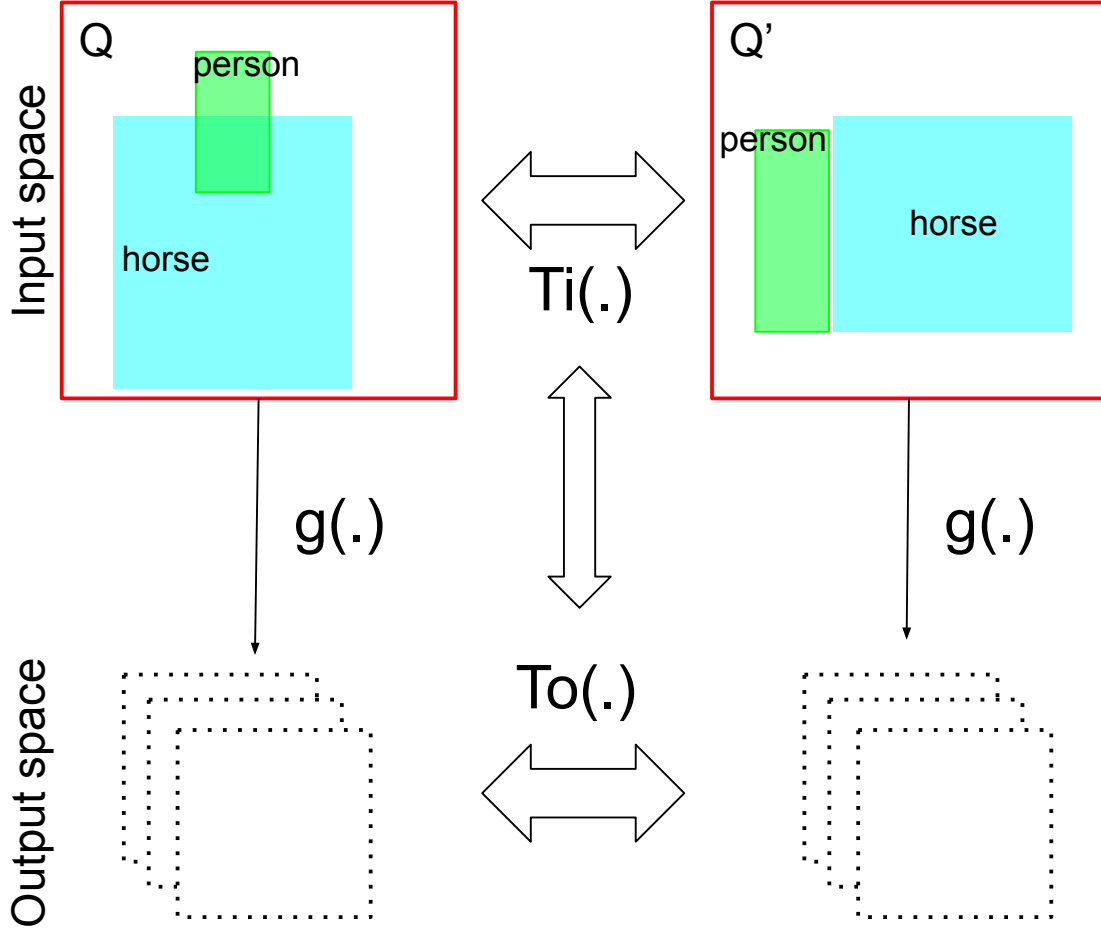 Q
person
horse
Input space
Q’
person
horse
Ti(.)
g(.)
g(.)
To(.)
Output space